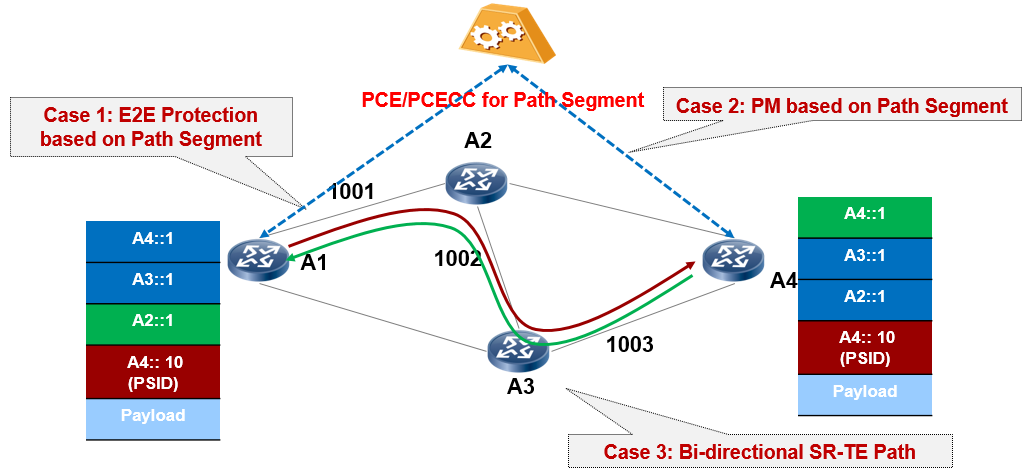 PCE/PCECC for Path Segment
Case 1: E2E Protection
based on Path Segment
Case 2: PM based on Path Segment
A2
1001
A1
1002
A4
1003
A3
A4::1
A3::1
A2::1
A4:: 10
(PSID)
Payload
A4::1
A3::1
A2::1
A4:: 10
(PSID)
Payload
Case 3: Bi-directional SR-TE Path